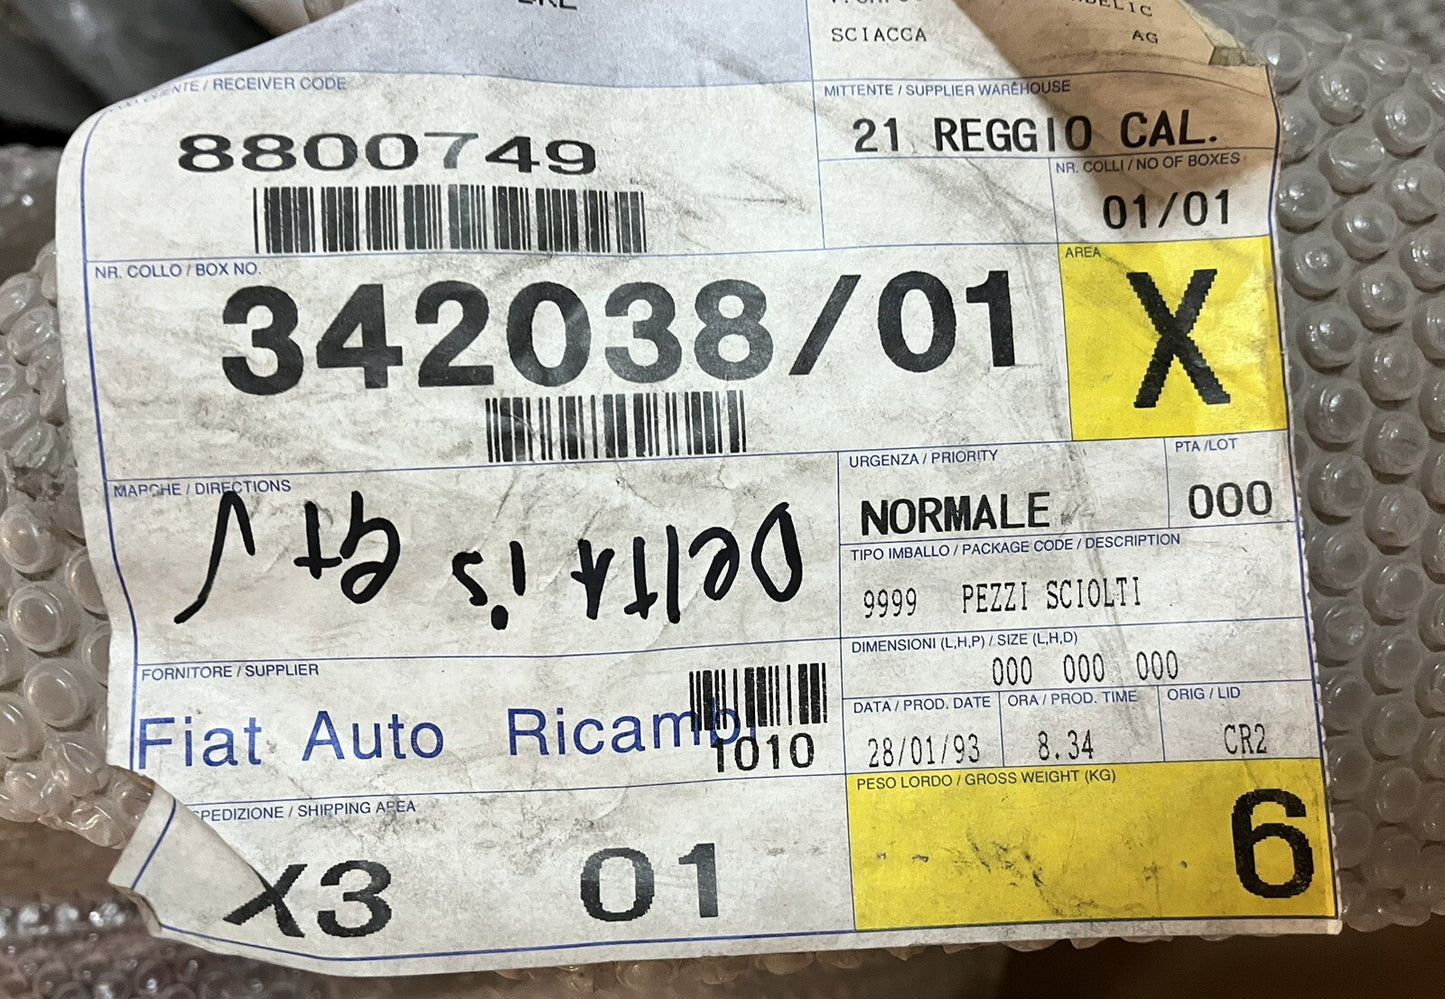 SCIACCA AG
RECEIVER CODE
8800749
MITTENTE / SUPPLIER WAREHOUSE
21 REGGIO CAL.
NR. COLLI / NO OF BOXES
01/01
NR. COLLO / BOX NO.
342038/01
AREA
X
MARCHE / DIRECTIONS
Delta is
URGENZA / PRIORITY
NORMALE
PTA /LOT
000
TIPO IMBALLO / PACKAGE CODE / DESCRIPTION
9999 PEZZI SCIOLTI
DIMENSIONI (L,H,P) / SIZE (L,H,D)
000 000 000
FORNITORE / SUPPLIER
Fiat Auto Ricambi
1010
DATA / PROD. DATE
28/01/93
ORA / PROD. TIME
8.34
ORIG / LID
CR2
SPEDIZIONE / SHIPPING AREA
X3 01
PESO LORDO / GROSS WEIGHT (KG)
6